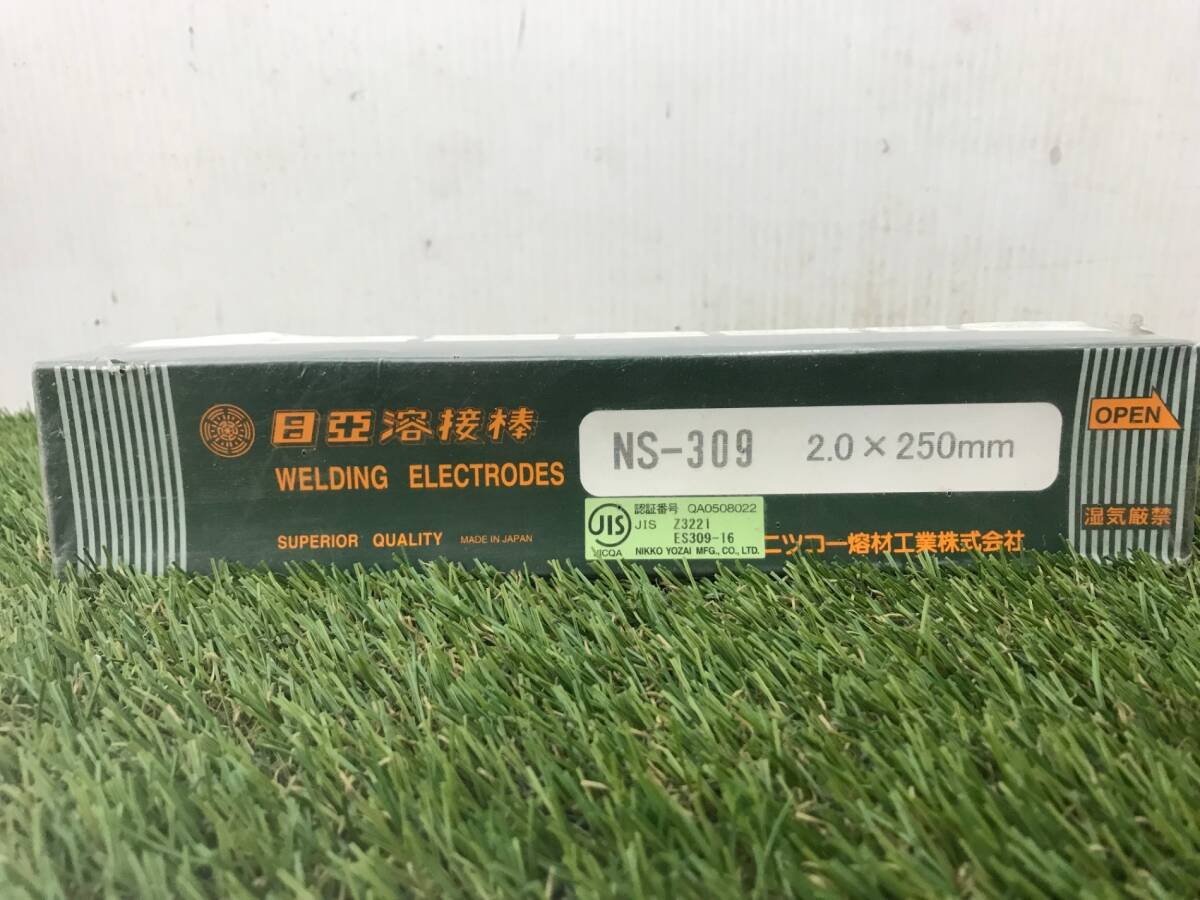 日亞溶接棒
WELDING ELECTRODES
SUPERIOR QUALITY MADE IN JAPAN
NS-309 2.0×250mm
JIS
JICQA
認証番号 QA0508022
JIS Z3221
ES309-16
NIKKO YOZAI MFG., CO., LTD.
ニツコー熔材工業株式会社
OPEN
湿気厳禁